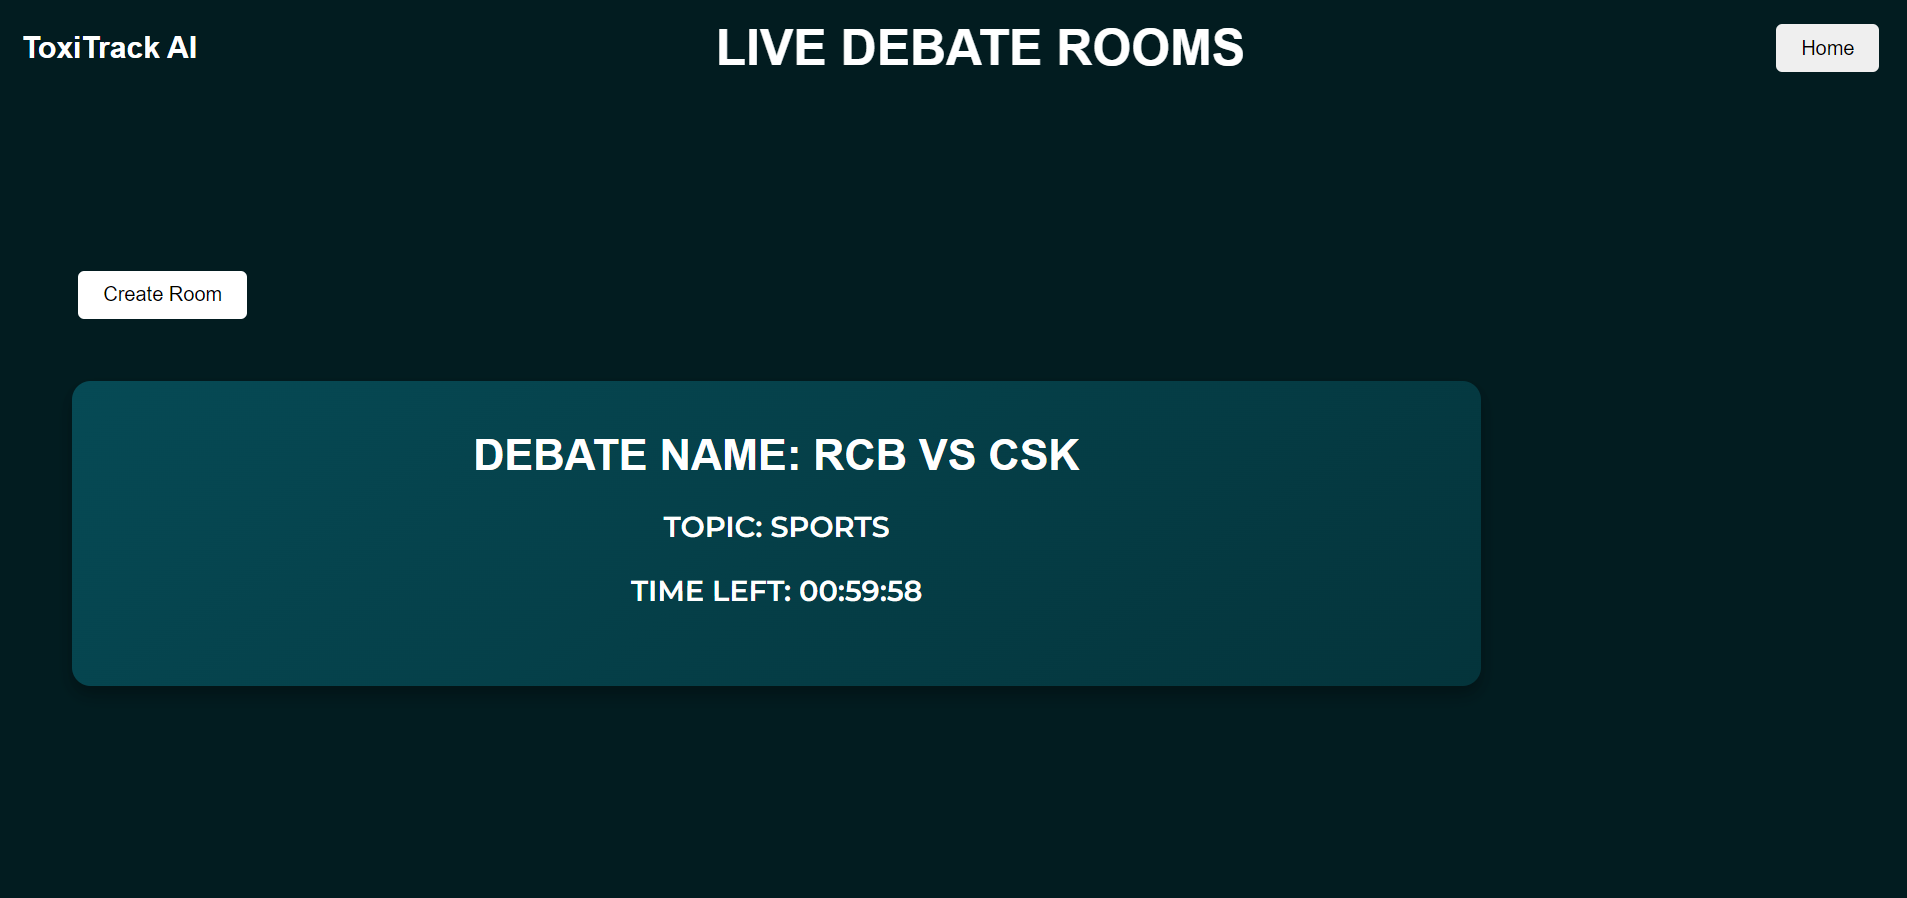 ToxiTrack AI
LIVE DEBATE ROOMS
Home
Create Room
DEBATE NAME: RCB VS CSK
TOPIC: SPORTS
TIME LEFT: 00:59:58